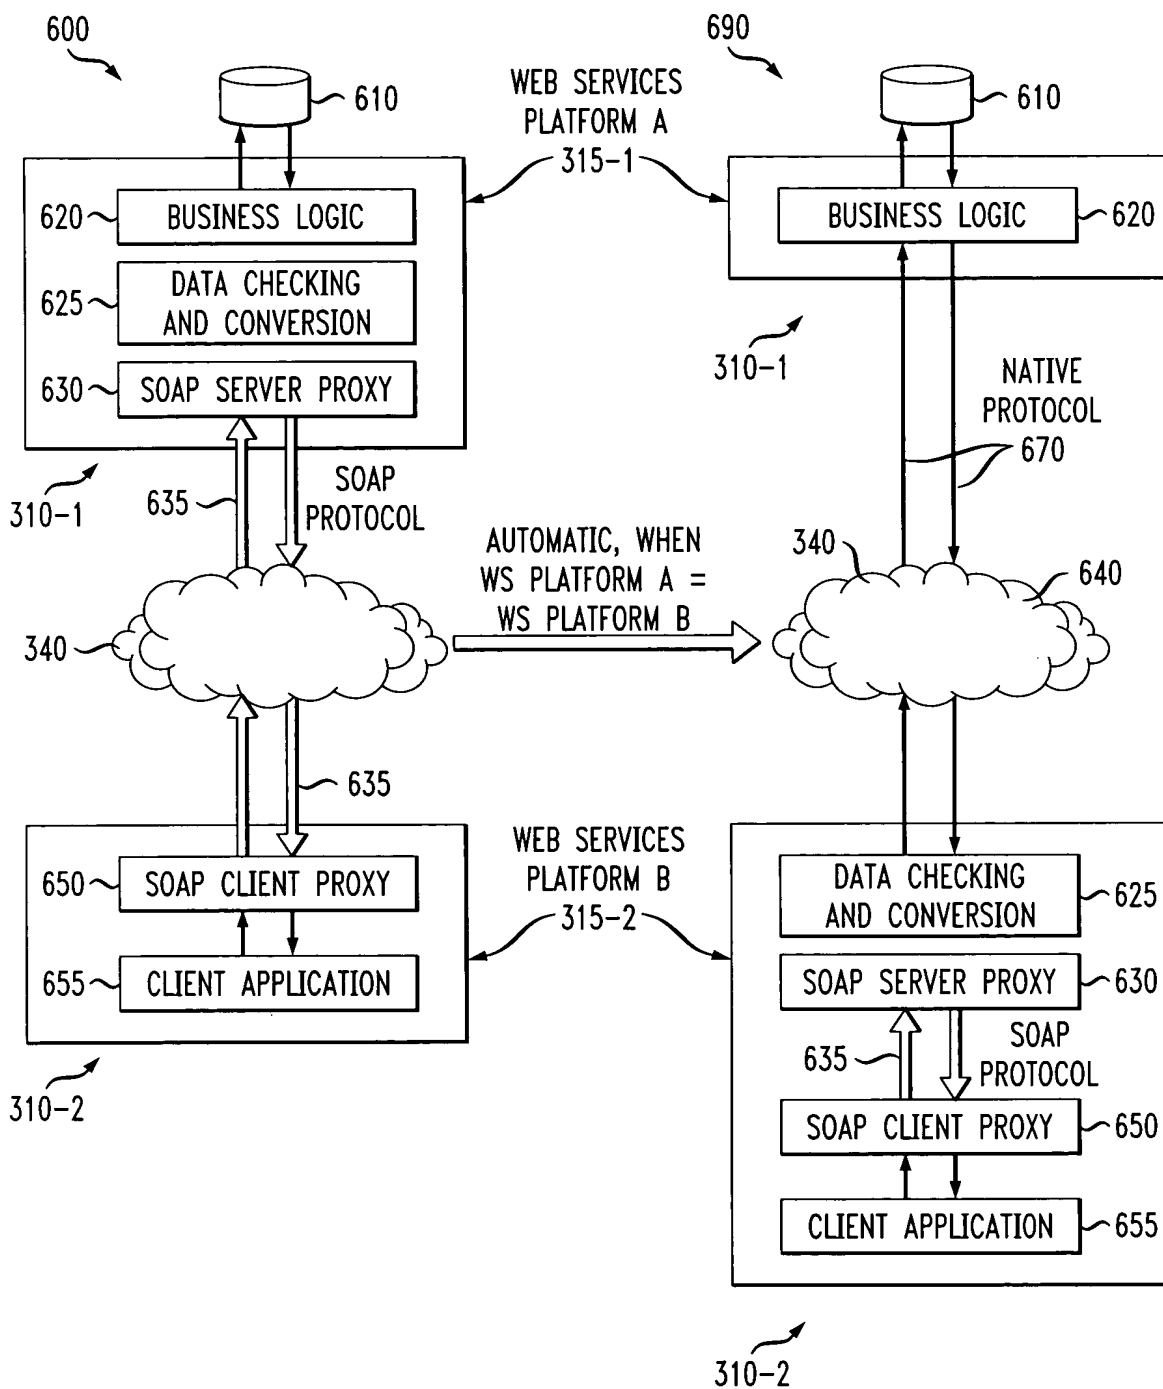 600
690
610
610
WEB SERVICES
PLATFORM A
315-1
620
BUSINESS LOGIC
BUSINESS LOGIC
620
625
DATA CHECKING
AND CONVERSION
630
SOAP SERVER PROXY
310-1
310-1
NATIVE
PROTOCOL
670
310-1
635
SOAP
PROTOCOL
AUTOMATIC, WHEN
WS PLATFORM A =
WS PLATFORM B
340
340
640
635
WEB SERVICES
PLATFORM B
315-2
650
SOAP CLIENT PROXY
655
CLIENT APPLICATION
310-2
DATA CHECKING
AND CONVERSION
625
SOAP SERVER PROXY
630
635
SOAP
PROTOCOL
SOAP CLIENT PROXY
650
CLIENT APPLICATION
655
310-2